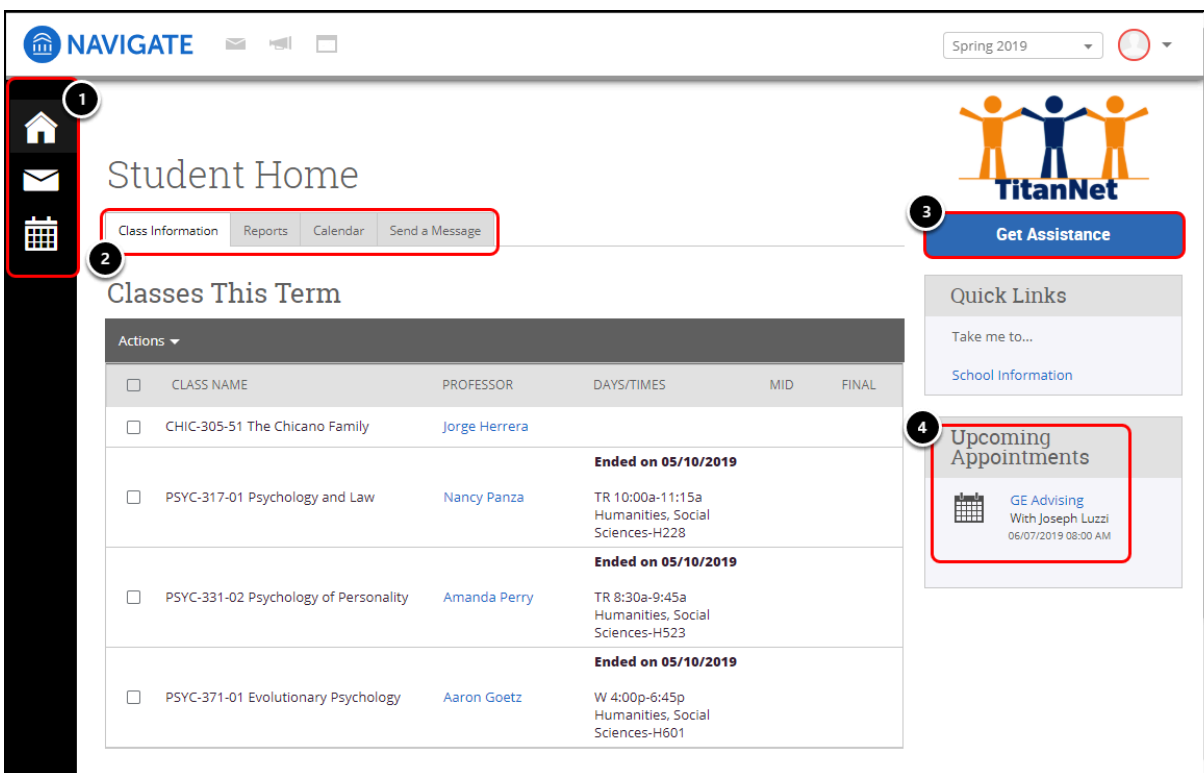 NAVIGATE
Spring 2019
1
Student Home
TitanNet
Class Information Reports Calendar Send a Message
2
3
Get Assistance
Classes This Term
Quick Links
Actions
Take me to...
CLASS NAME PROFESSOR DAYS/TIMES MID FINAL
School Information
CHIC-305-51 The Chicano Family Jorge Herrera
4
Upcoming
Appointments
Ended on 05/10/2019
PSYC-317-01 Psychology and Law Nancy Panza TR 10:00a-11:15a
Humanities, Social
Sciences-H228
GE Advising
With Joseph Luzzi
06/07/2019 08:00 AM
Ended on 05/10/2019
PSYC-331-02 Psychology of Personality Amanda Perry TR 8:30a-9:45a
Humanities, Social
Sciences-H523
Ended on 05/10/2019
PSYC-371-01 Evolutionary Psychology Aaron Goetz W 4:00p-6:45p
Humanities, Social
Sciences-H601